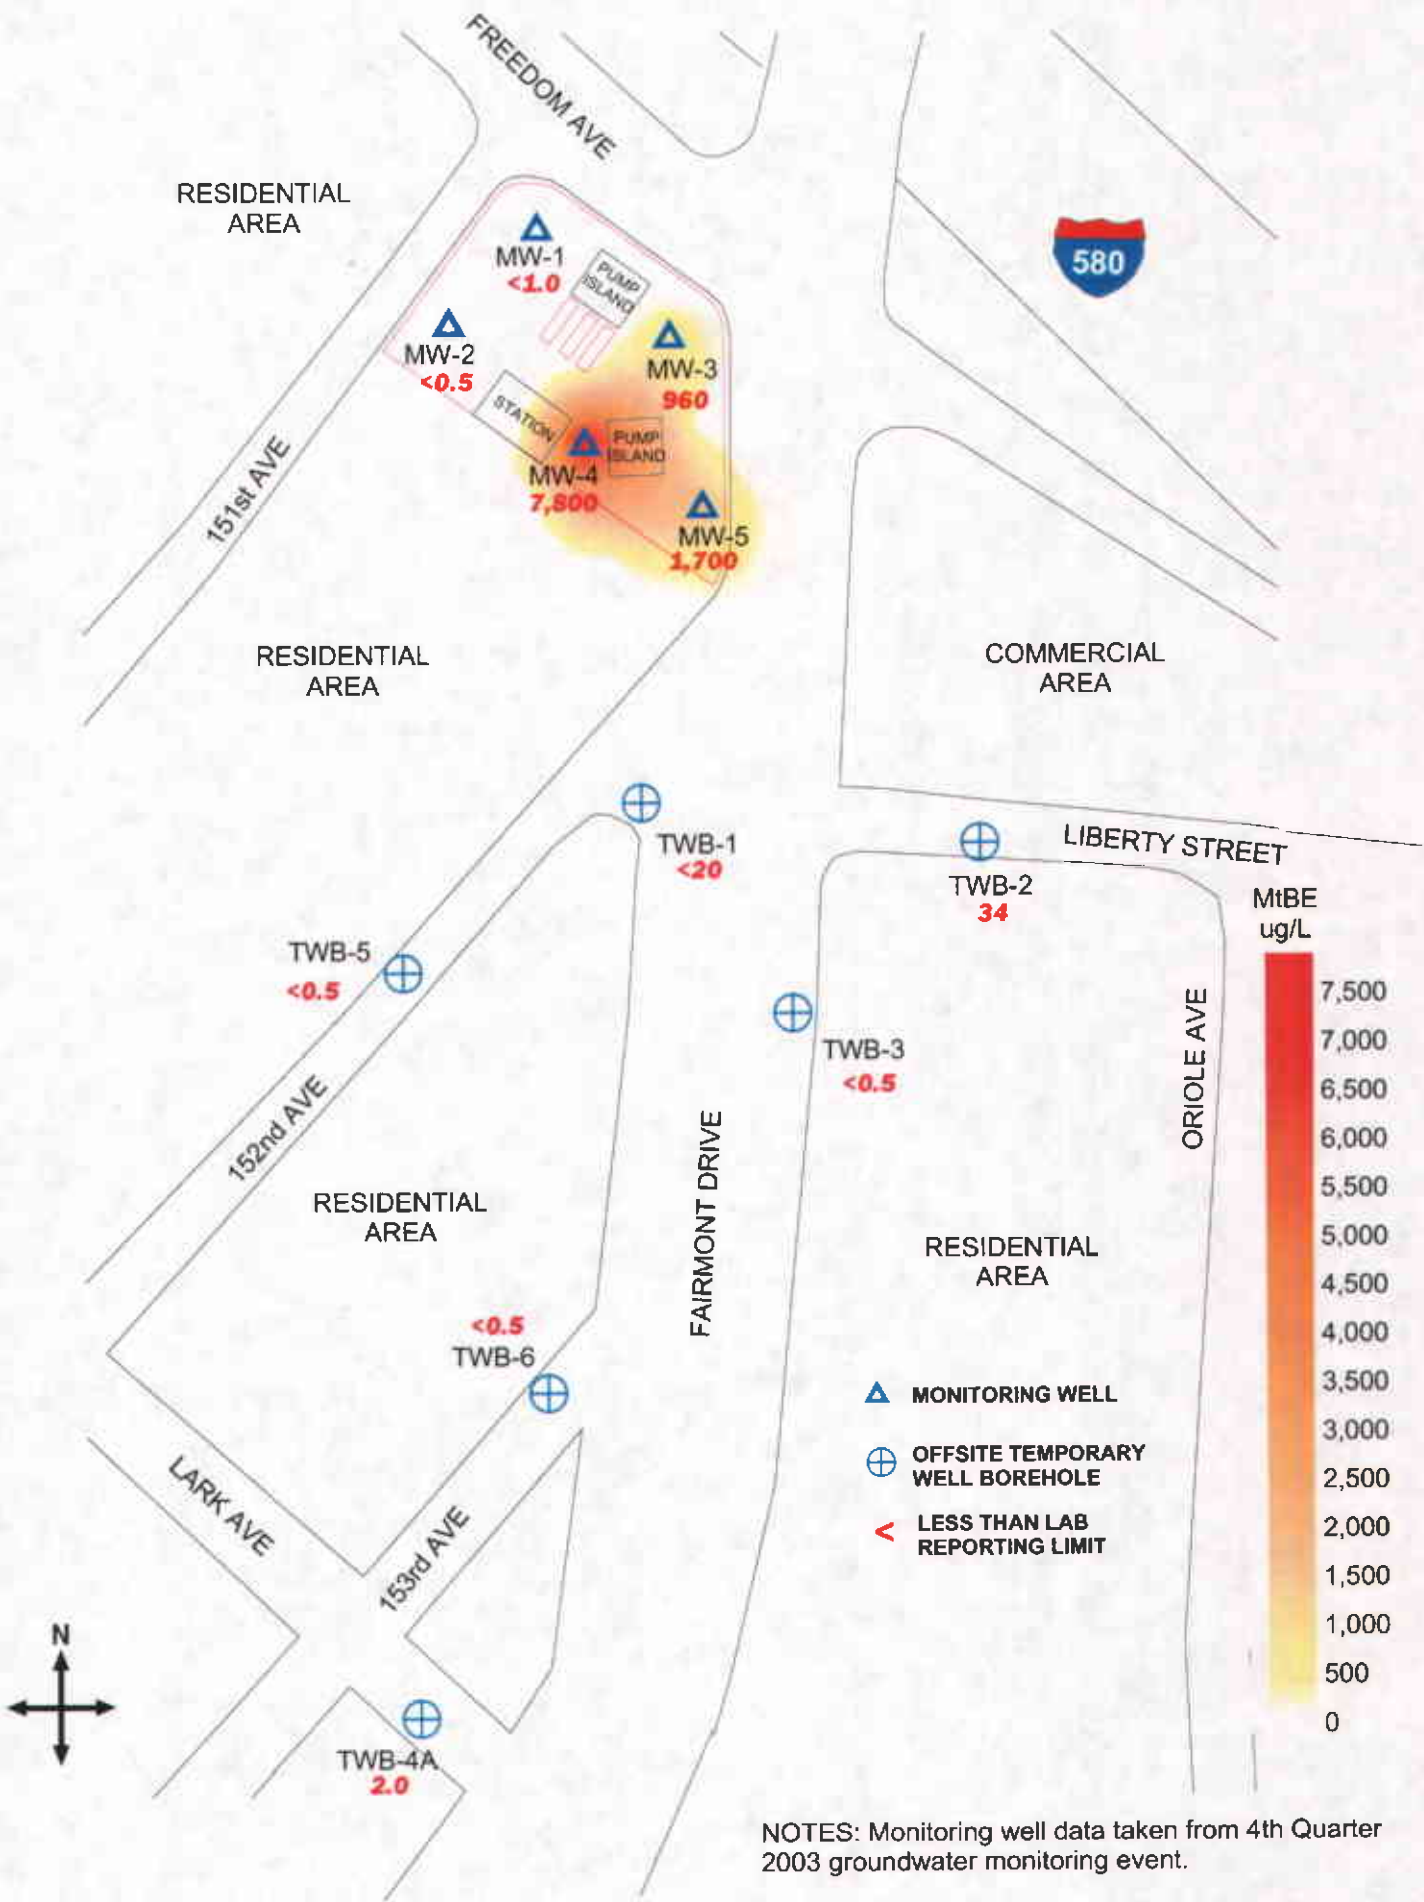 FREEDOM AVE
RESIDENTIAL
AREA
580
MW-1
<1.0
PUMP
ISLAND
MW-2
<0.5
MW-3
960
STATION
PUMP
ISLAND
MW-4
7,800
MW-5
1,700
151st AVE
RESIDENTIAL
AREA
COMMERCIAL
AREA
TWB-1
<20
LIBERTY STREET
TWB-2
34
TWB-5
<0.5
TWB-3
<0.5
152nd AVE
FAIRMONT DRIVE
ORIOLE AVE
RESIDENTIAL
AREA
RESIDENTIAL
AREA
<0.5
TWB-6
LARK AVE
153rd AVE
TWB-4A
2.0
N
MtBE
ug/L
7,500
7,000
6,500
6,000
5,500
5,000
4,500
4,000
3,500
3,000
2,500
2,000
1,500
1,000
500
0
MONITORING WELL
OFFSITE TEMPORARY
WELL BOREHOLE
< LESS THAN LAB
REPORTING LIMIT
NOTES: Monitoring well data taken from 4th Quarter
2003 groundwater monitoring event.